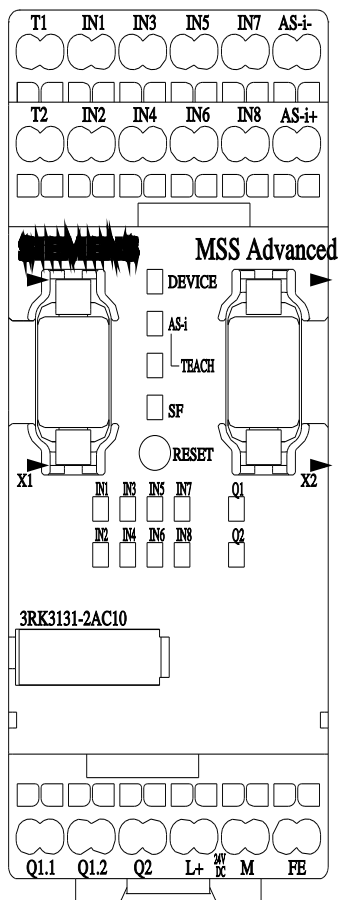 T1 IN1 IN3 IN5 IN7 AS-i-
T2 IN2 IN4 IN6 IN8 AS-i+
SIEMENS MSS Advanced
DEVICE
AS-i
TEACH
SF
RESET
X1 X2
IN1 IN3 IN5 IN7 Q1
IN2 IN4 IN6 IN8 Q2
3RK3131-2AC10
Q1.1 Q1.2 Q2 L+ 24V DC M FE